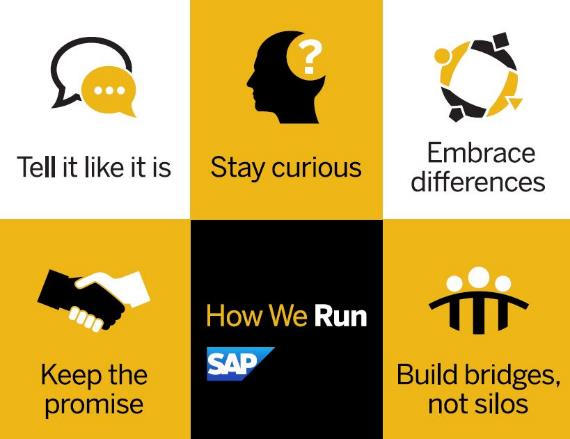 Tell it like it is
?
Stay curious
Embrace
differences
Keep the
promise
How We Run
SAP
Build bridges,
not silos